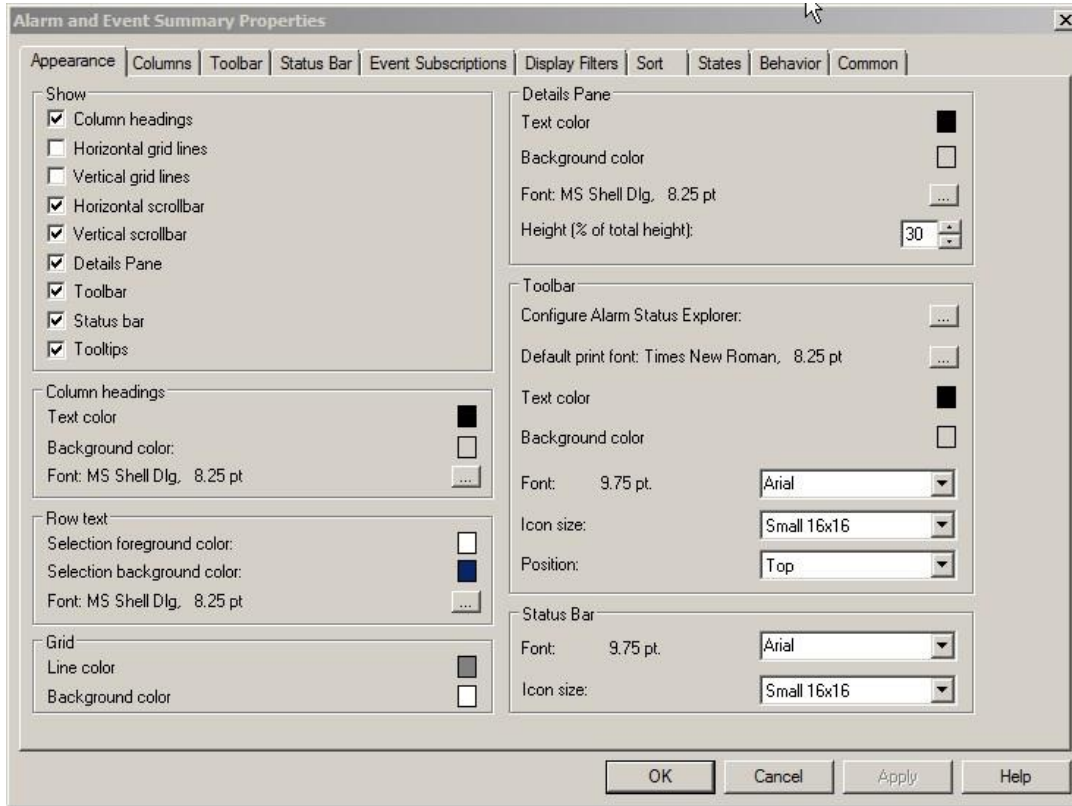 Alarm and Event Summary Properties
Appearance Columns Toolbar Status Bar Event Subscriptions Display Filters Sort States Behavior Common
Show
Column headings
Horizontal grid lines
Vertical grid lines
Horizontal scrollbar
Vertical scrollbar
Details Pane
Toolbar
Status bar
Tooltips
Column headings
Text color
Background color:
Font: MS Shell Dlg, 8.25 pt
...
Row text
Selection foreground color:
Selection background color:
Font: MS Shell Dlg, 8.25 pt
...
Grid
Line color
Background color
Details Pane
Text color
Background color
Font: MS Shell Dlg, 8.25 pt
...
Height (% of total height): 30
Toolbar
Configure Alarm Status Explorer:
...
Default print font: Times New Roman, 8.25 pt
...
Text color
Background color
Font: 9.75 pt. Arial
Icon size: Small 16x16
Position: Top
Status Bar
Font: 9.75 pt. Arial
Icon size: Small 16x16
OK Cancel Apply Help